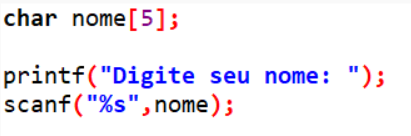 char nome[5];
printf("Digite seu nome: ");
scanf("%s",nome);